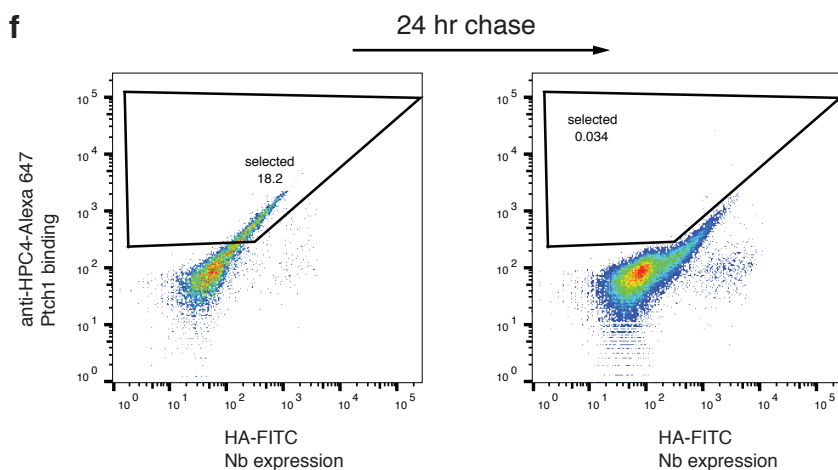 f
24 hr chase
10^5
10^4
10^3
10^2
10^1
10^0
anti-HPC4-Alexa 647
Ptch1 binding
selected
18.2
10^0 10^1 10^2 10^3 10^4 10^5
HA-FITC
Nb expression
10^5
10^4
10^3
10^2
10^1
10^0
selected
0.034
10^0 10^1 10^2 10^3 10^4 10^5
HA-FITC
Nb expression